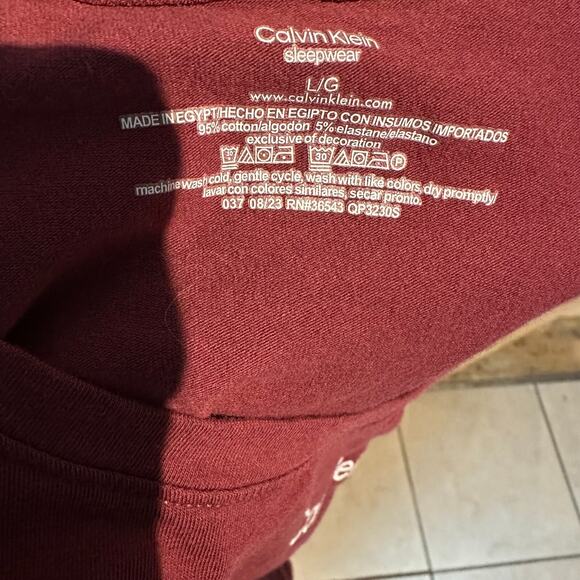 Calvin Klein
sleepwear
L/G
www.calvinklein.com
MADE IN EGYPT/HECHO EN EGIPTO CON INSUMOS IMPORTADOS
95% cotton/algodón 5% elastane/elastano
exclusive of decoration
30 30 P
machine wash cold, gentle cycle, wash with like colors, dry promptly/
lavar con colores similares, secar pronto.
037 08/23 RN#36543 QP3230S